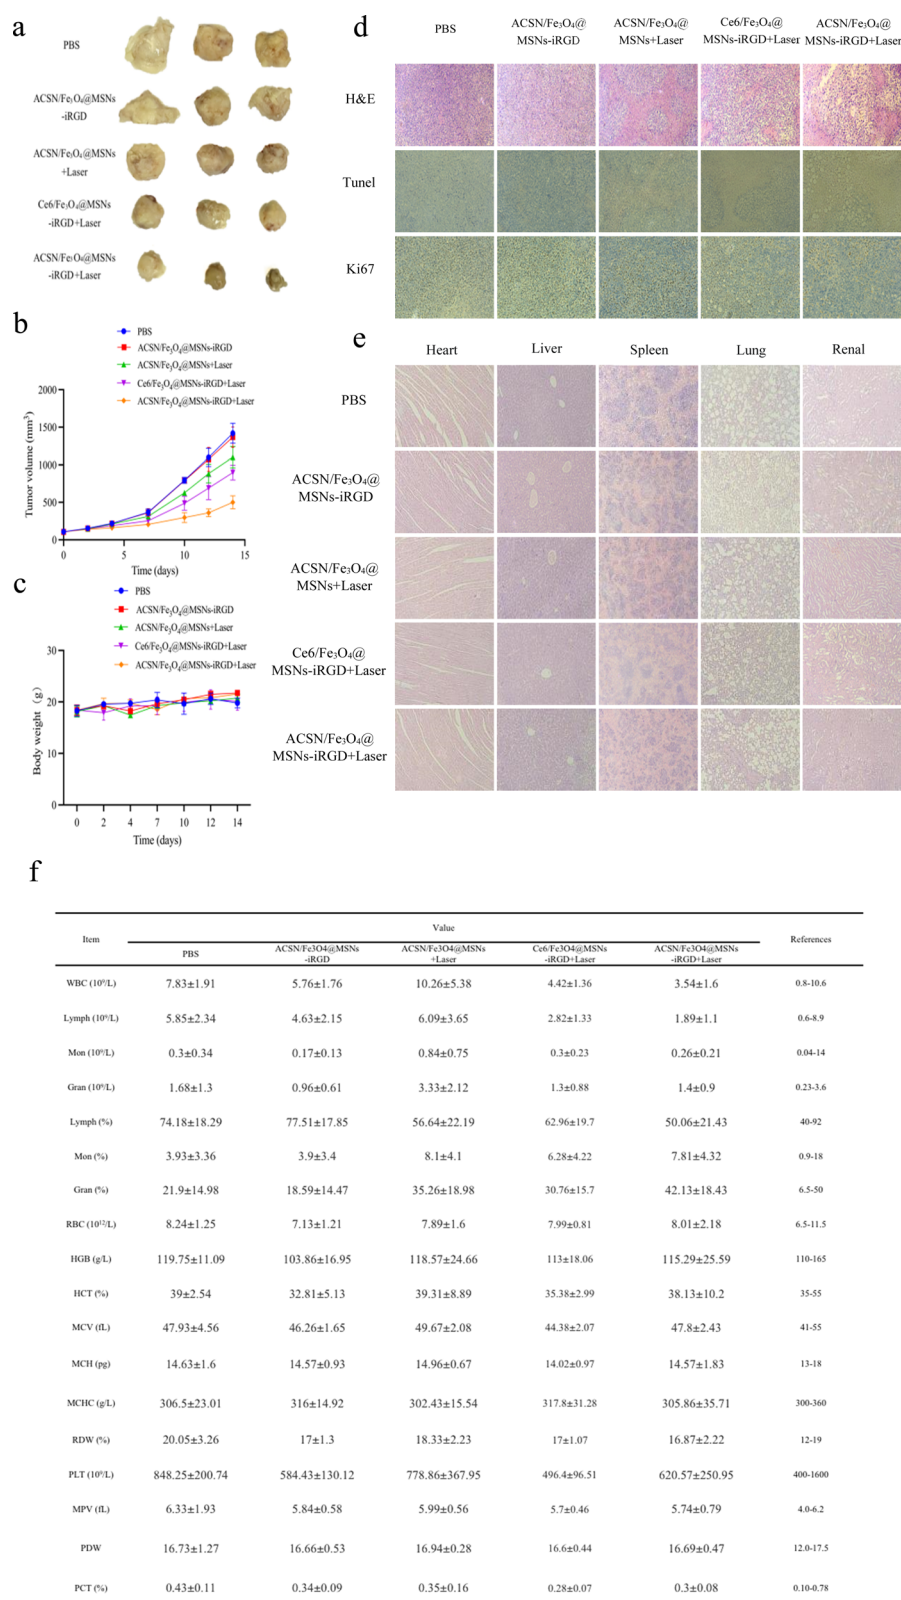 a
PBS
ACSN/Fe₃O₄@MSNs
-iRGD
ACSN/Fe₃O₄@MSNs
+Laser
Ce6/Fe₃O₄@MSNs
-iRGD+Laser
ACSN/Fe₃O₄@MSNs
-iRGD+Laser
b
PBS
ACSN/Fe₃O₄@MSNs-iRGD
ACSN/Fe₃O₄@MSNs+Laser
Ce6/Fe₃O₄@MSNs-iRGD+Laser
ACSN/Fe₃O₄@MSNs-iRGD+Laser
Tumor volume (mm³)
2000
1500
1000
500
0
0 5 10 15
Time (days)
c
PBS
ACSN/Fe₃O₄@MSNs-iRGD
ACSN/Fe₃O₄@MSNs+Laser
Ce6/Fe₃O₄@MSNs-iRGD+Laser
ACSN/Fe₃O₄@MSNs-iRGD+Laser
Body weight (g)
30
20
10
0
0 2 4 7 10 12 14
Time (days)
d
PBS
ACSN/Fe₃O₄@
MSNs-iRGD
ACSN/Fe₃O₄@
MSNs+Laser
Ce6/Fe₃O₄@
MSNs-iRGD+Laser
ACSN/Fe₃O₄@
MSNs-iRGD+Laser
H&E
Tunel
Ki67
e
Heart Liver Spleen Lung Renal
PBS
ACSN/Fe₃O₄@
MSNs-iRGD
ACSN/Fe₃O₄@
MSNs+Laser
Ce6/Fe₃O₄@
MSNs-iRGD+Laser
ACSN/Fe₃O₄@
MSNs-iRGD+Laser
f
Item
Value
References
PBS
ACSN/Fe3O4@MSNs
-iRGD
ACSN/Fe3O4@MSNs
+Laser
Ce6/Fe3O4@MSNs
-iRGD+Laser
ACSN/Fe3O4@MSNs
-iRGD+Laser
WBC (10⁹/L) 7.83±1.91 5.76±1.76 10.26±5.38 4.42±1.36 3.54±1.6 0.8-10.6
Lymph (10⁹/L) 5.85±2.34 4.63±2.15 6.09±3.65 2.82±1.33 1.89±1.1 0.6-8.9
Mon (10⁹/L) 0.3±0.34 0.17±0.13 0.84±0.75 0.3±0.23 0.26±0.21 0.04-14
Gran (10⁹/L) 1.68±1.3 0.96±0.61 3.33±2.12 1.3±0.88 1.4±0.9 0.23-3.6
Lymph (%) 74.18±18.29 77.51±17.85 56.64±22.19 62.96±19.7 50.06±21.43 40-92
Mon (%) 3.93±3.36 3.9±3.4 8.1±4.1 6.28±4.22 7.81±4.32 0.9-18
Gran (%) 21.9±14.98 18.59±14.47 35.26±18.98 30.76±15.7 42.13±18.43 6.5-50
RBC (10¹²/L) 8.24±1.25 7.13±1.21 7.89±1.6 7.99±0.81 8.01±2.18 6.5-11.5
HGB (g/L) 119.75±11.09 103.86±16.95 118.57±24.66 113±18.06 115.29±25.59 110-165
HCT (%) 39±2.54 32.81±5.13 39.31±8.89 35.38±2.99 38.13±10.2 35-55
MCV (fL) 47.93±4.56 46.26±1.65 49.67±2.08 44.38±2.07 47.8±2.43 41-55
MCH (pg) 14.63±1.6 14.57±0.93 14.96±0.67 14.02±0.97 14.57±1.83 13-18
MCHC (g/L) 306.5±23.01 316±14.92 302.43±15.54 317.8±31.28 305.86±35.71 300-360
RDW (%) 20.05±3.26 17±1.3 18.33±2.23 17±1.07 16.87±2.22 12-19
PLT (10⁹/L) 848.25±200.74 584.43±130.12 778.86±367.95 496.4±96.51 620.57±250.95 400-1600
MPV (fL) 6.33±1.93 5.84±0.58 5.99±0.56 5.7±0.46 5.74±0.79 4.0-6.2
PDW 16.73±1.27 16.66±0.53 16.94±0.28 16.6±0.44 16.69±0.47 12.0-17.5
PCT (%) 0.43±0.11 0.34±0.09 0.35±0.16 0.28±0.07 0.3±0.08 0.10-0.78